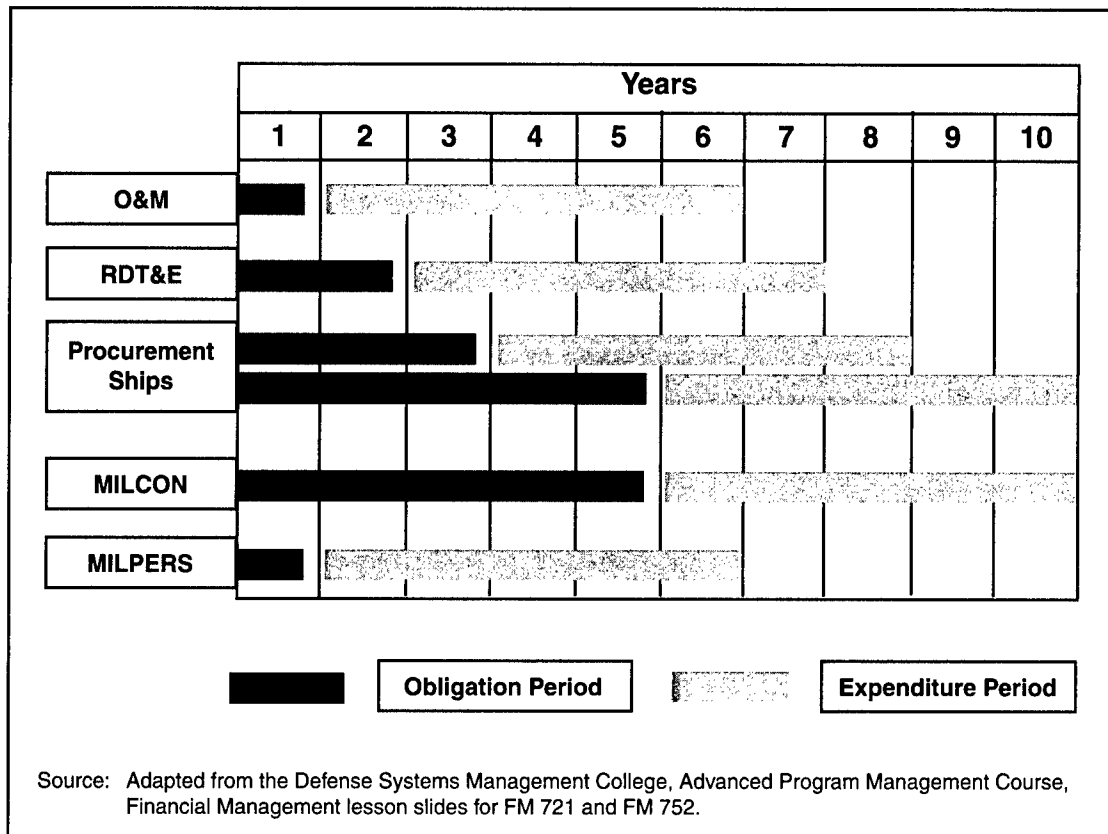 Years
1 2 3 4 5 6 7 8 9 10
O&M
RDT&E
Procurement
Ships
MILCON
MILPERS
Obligation Period
Expenditure Period
Source: Adapted from the Defense Systems Management College, Advanced Program Management Course,
Financial Management lesson slides for FM 721 and FM 752.